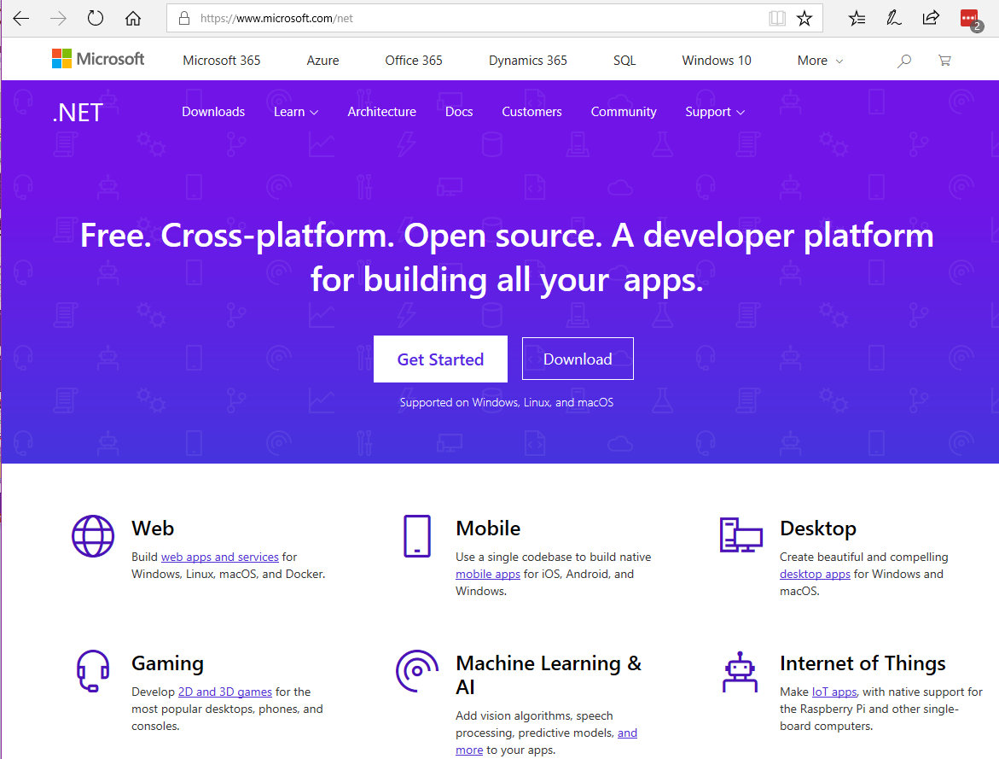 https://www.microsoft.com/net
2
Microsoft Microsoft 365 Azure Office 365 Dynamics 365 SQL Windows 10 More
.NET Downloads Learn Architecture Docs Customers Community Support
Free. Cross-platform. Open source. A developer platform
for building all your apps.
Get Started Download
Supported on Windows, Linux, and macOS
Web
Build web apps and services for
Windows, Linux, macOS, and Docker.
Mobile
Use a single codebase to build native
mobile apps for iOS, Android, and
Windows.
Desktop
Create beautiful and compelling
desktop apps for Windows and
macOS.
Gaming
Develop 2D and 3D games for the
most popular desktops, phones, and
consoles.
Machine Learning &
AI
Add vision algorithms, speech
processing, predictive models, and
more to your apps.
Internet of Things
Make IoT apps, with native support for
the Raspberry Pi and other single-
board computers.